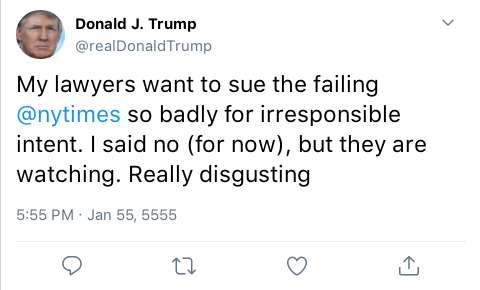 Donald J. Trump
@realDonaldTrump
My lawyers want to sue the failing
@nytimes so badly for irresponsible
intent. I said no (for now), but they are
watching. Really disgusting
5:55 PM · Jan 55, 5555